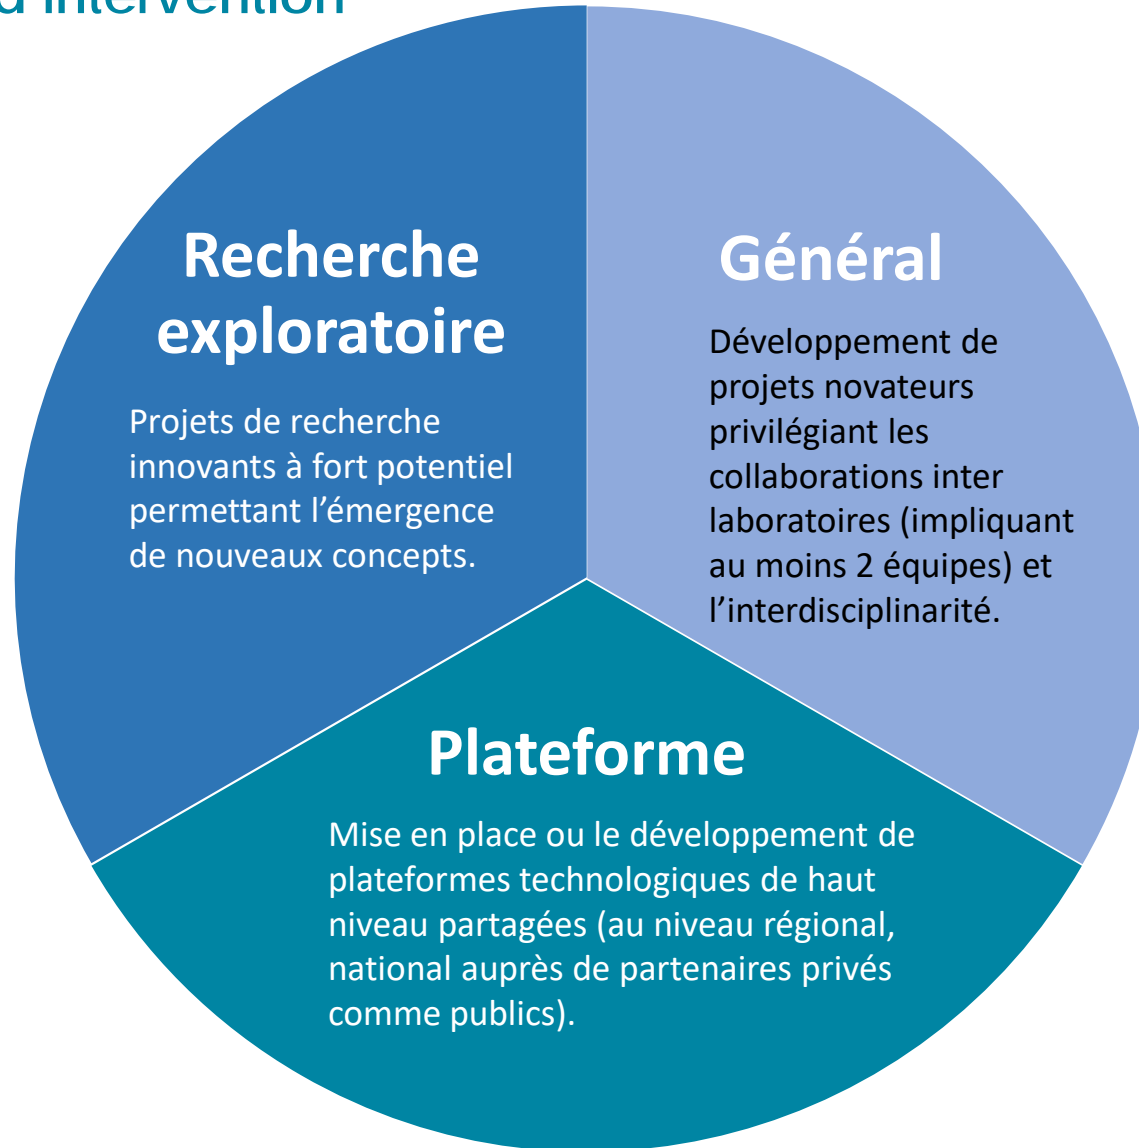 d'intervention
Recherche
exploratoire
Projets de recherche
innovants à fort potentiel
permettant l’émergence
de nouveaux concepts.
Général
Développement de
projets novateurs
privilégiant les
collaborations inter
laboratoires (impliquant
au moins 2 équipes) et
l’interdisciplinarité.
Plateforme
Mise en place ou le développement de
plateformes technologiques de haut
niveau partagées (au niveau régional,
national auprès de partenaires privés
comme publics).